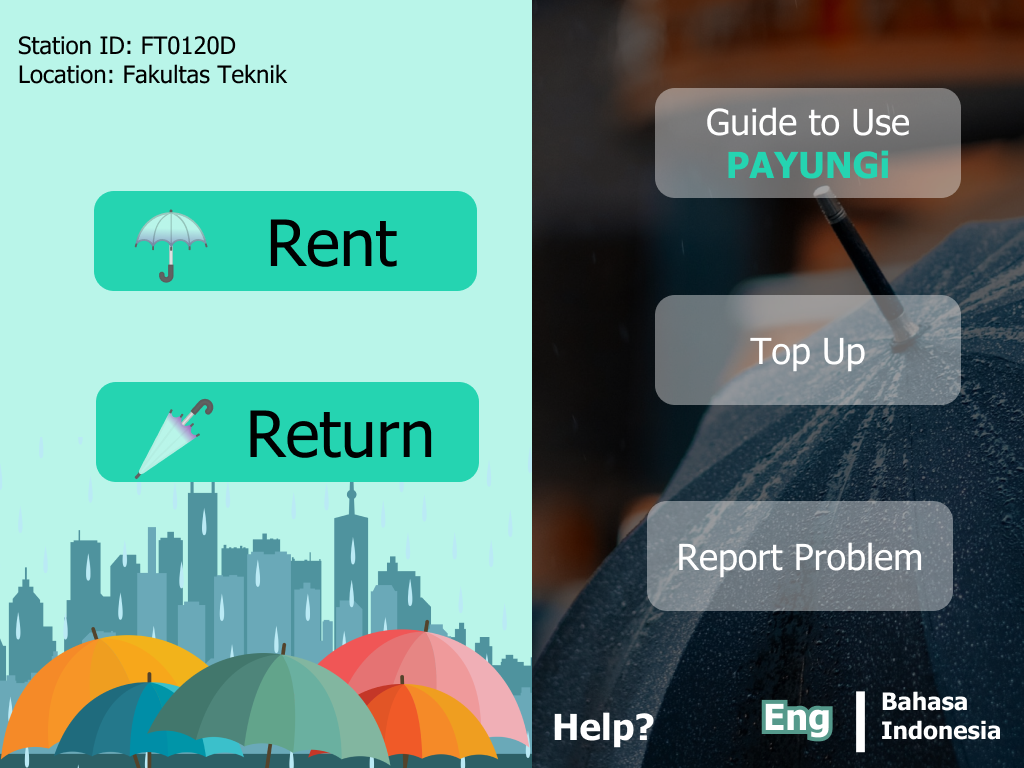 Station ID: FT0120D
Location: Fakultas Teknik
Rent
Return
Guide to Use
PAYUNGi
Top Up
Report Problem
Help?
Eng
Bahasa
Indonesia